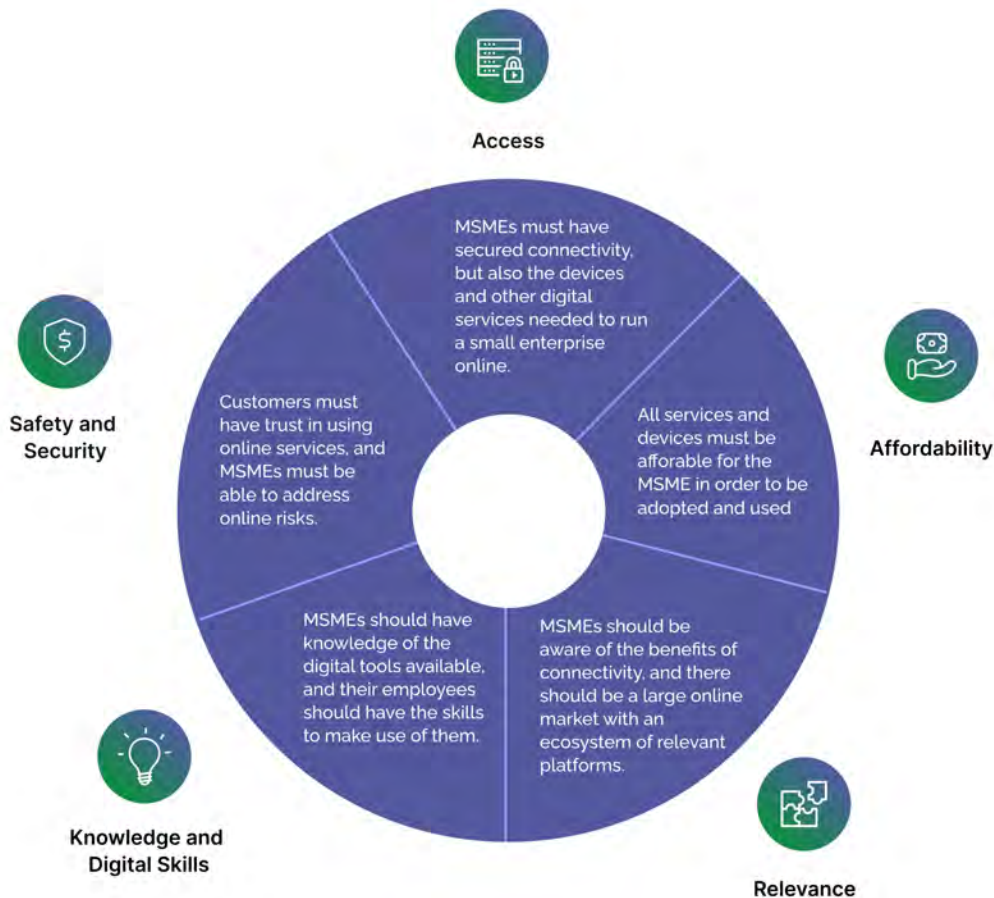 Access
MSMEs must have
secured connectivity,
but also the devices
and other digital
services needed to run
a small enterprise
online.
Affordability
All services and
devices must be
afforable for the
MSME in order to be
adopted and used
Relevance
MSMEs should be
aware of the benefits of
connectivity, and there
should be a large online
market with an
ecosystem of relevant
platforms.
Knowledge and
Digital Skills
MSMEs should have
knowledge of the
digital tools available,
and their employees
should have the skills
to make use of them.
Safety and
Security
Customers must
have trust in using
online services, and
MSMEs must be
able to address
online risks.